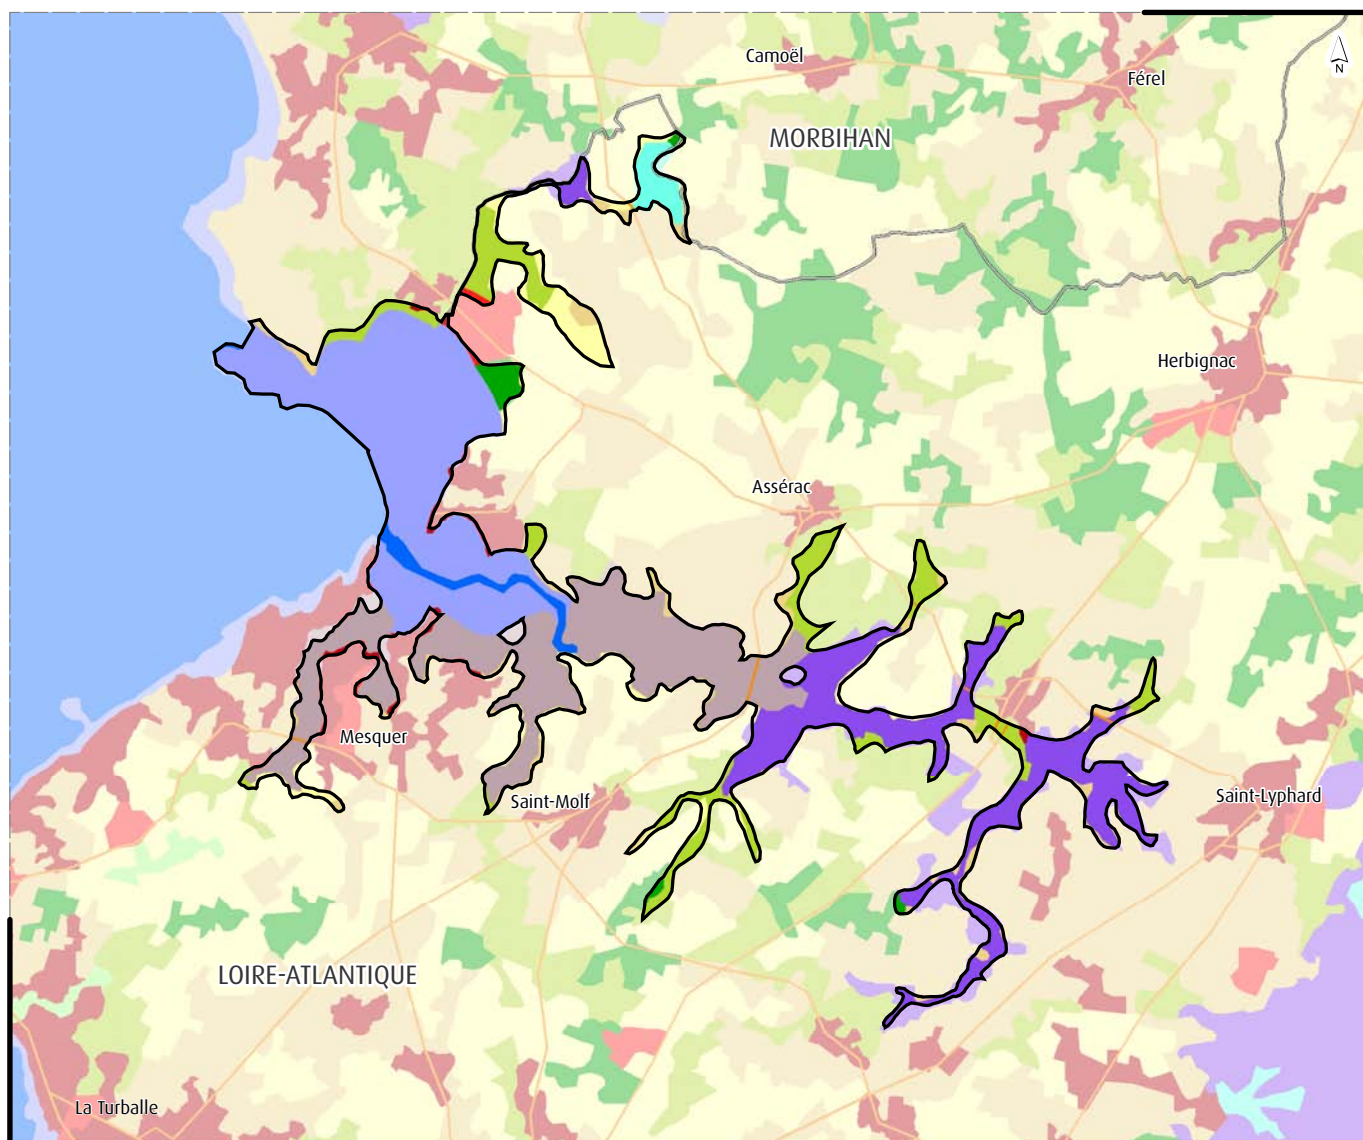 Camoël
Férel
N
MORBIHAN
Herbignac
Assérac
Mesquer
Saint-Molf
Saint-Lyphard
LOIRE-ATLANTIQUE
La Turballe